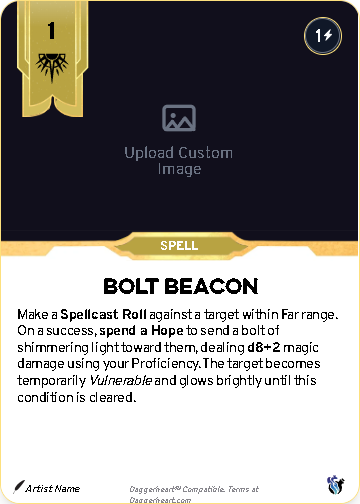 1
1
Upload Custom
Image
SPELL
BOLT BEACON
Make a Spellcast Roll against a target within Far range.
On a success, spend a Hope to send a bolt of
shimmering light toward them, dealing d8+2 magic
damage using your Proficiency. The target becomes
temporarily Vulnerable and glows brightly until this
condition is cleared.
Artist Name
Daggerheart℠ Compatible. Terms at
Daggerheart.com